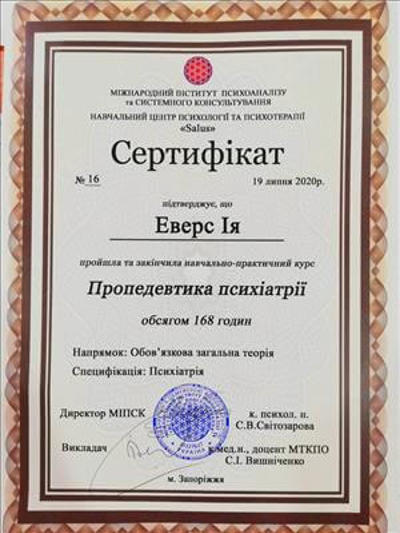 МІЖНАРОДНИЙ ІНСТИТУТ ПСИХОАНАЛІЗУ
та СИСТЕМНОГО КОНСУЛЬТУВАННЯ
НАВЧАЛЬНИЙ ЦЕНТР ПСИХОЛОГІЇ ТА ПСИХОТЕРАПІЇ
«Salus»
Сертифікат
№ 16 19 липня 2020р.
підтверджує, що
Еверс Ія
пройшла та закінчила навчально-практичний курс
Пропедевтика психіатрії
обсягом 168 годин
Напрямок: Обов’язкова загальна теорія
Специфікація: Психіатрія
Директор МІПСК к. психол. н.
С.В.Світозарова
Викладач к.мед.н., доцент МТКПО
С.І. Вишніченко
м. Запоріжжя